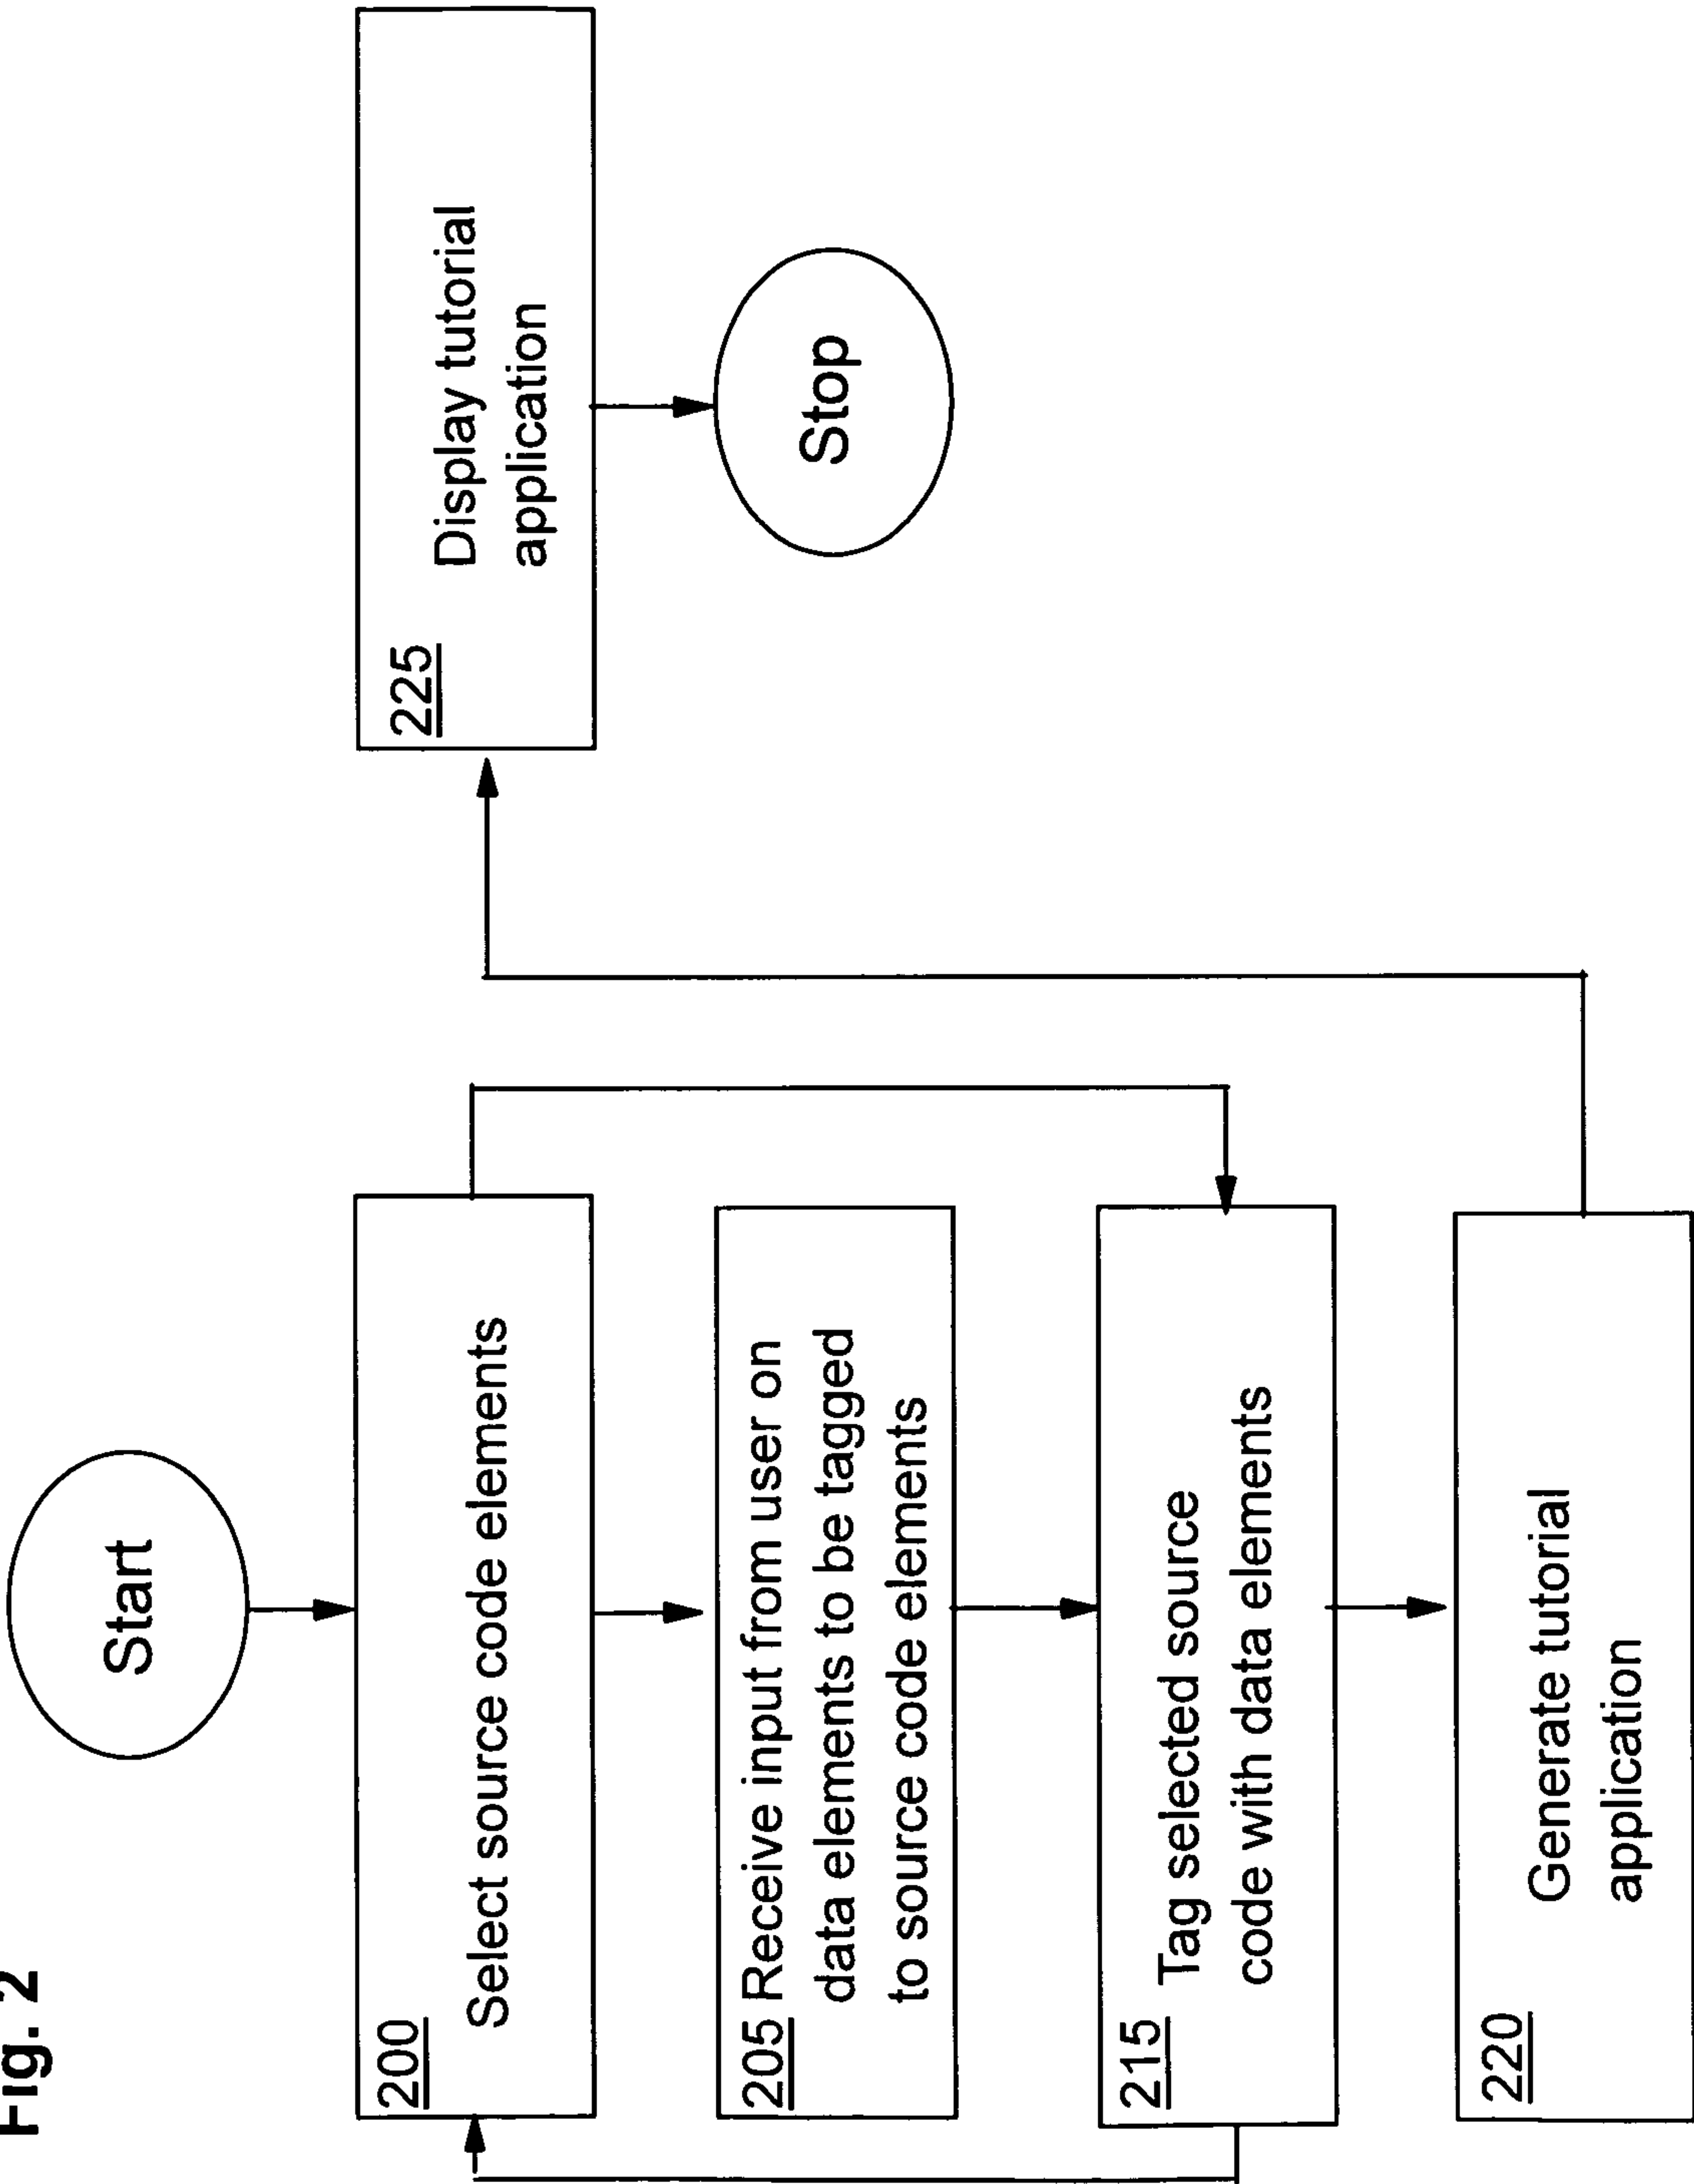 Fig. 2
Start
200
Select source code elements
205 Receive input from user on
data elements to be tagged
to source code elements
215
Tag selected source
code with data elements
220
Generate tutorial
application
225
Display tutorial
application
Stop